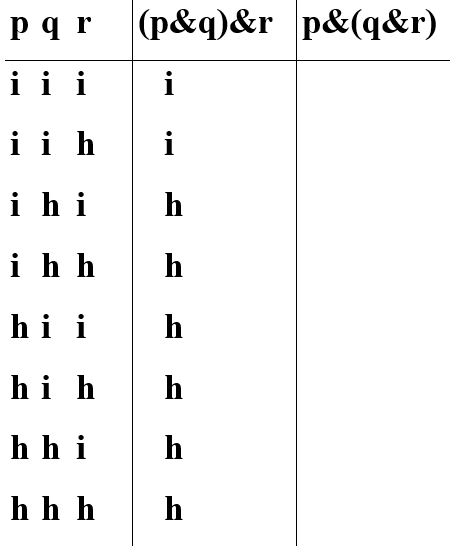 p q r (p&q)&r p&(q&r)
i i i i
i i h i
i h i h
i h h h
h i i h
h i h h
h h i h
h h h h